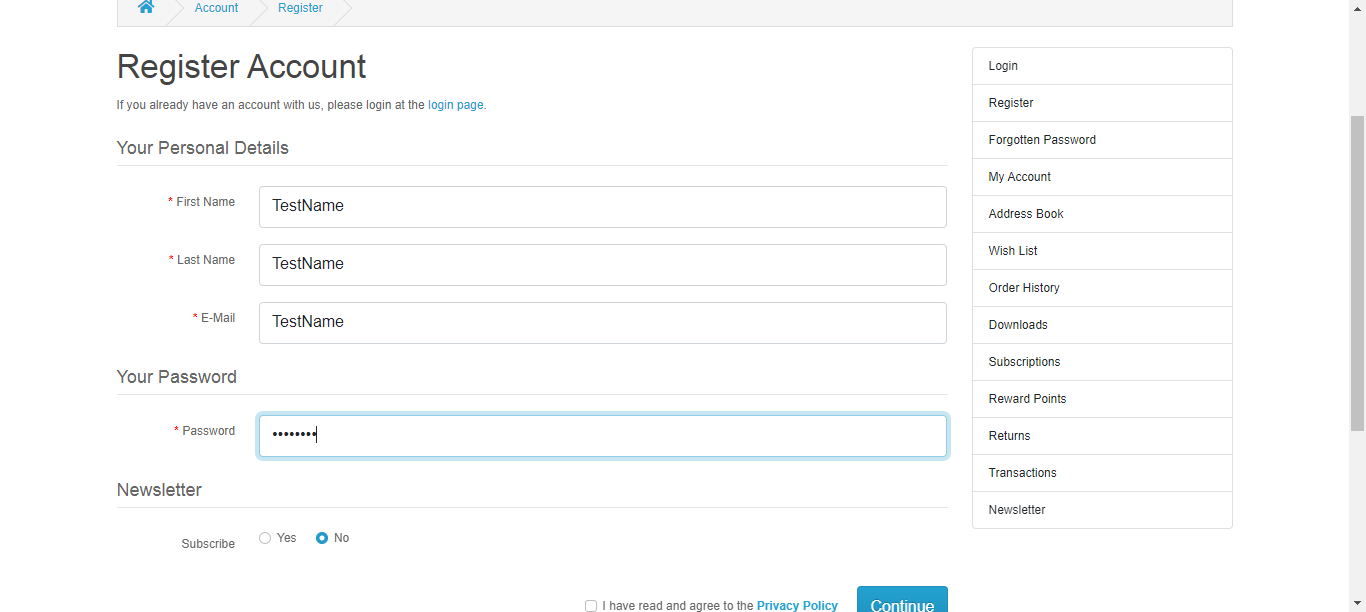 Account Register
Register Account
If you already have an account with us, please login at the login page.
Your Personal Details
* First Name TestName
* Last Name TestName
* E-Mail TestName
Your Password
* Password ••••••••
Newsletter
Subscribe Yes No
I have read and agree to the Privacy Policy Continue
Login
Register
Forgotten Password
My Account
Address Book
Wish List
Order History
Downloads
Subscriptions
Reward Points
Returns
Transactions
Newsletter